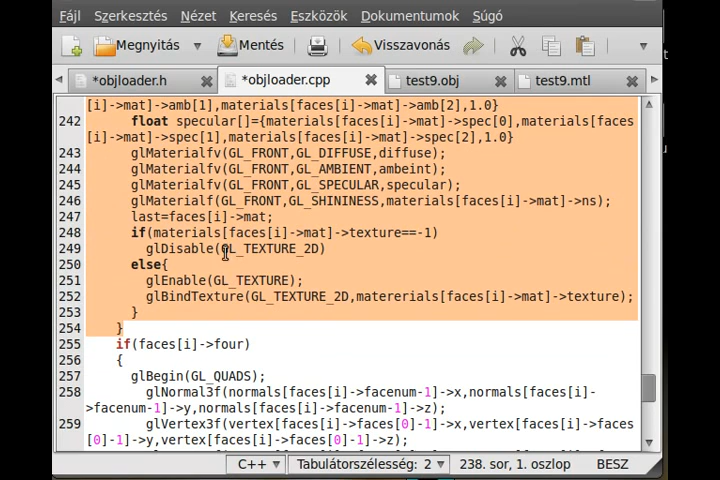 Fájl Szerkesztés Nézet Keresés Eszközök Dokumentumok Súgó
Megnyitás Mentés Visszavonás
*objloader.h *objloader.cpp test9.obj test9.mtl
[i]->mat]->amb[1],materials[faces[i]->mat]->amb[2],1.0}
242 float specular[]={materials[faces[i]->mat]->spec[0],materials[faces
[i]->mat]->spec[1],materials[faces[i]->mat]->spec[2],1.0}
243 glMaterialfv(GL_FRONT,GL_DIFFUSE,diffuse);
244 glMaterialfv(GL_FRONT,GL_AMBIENT,ambeint);
245 glMaterialfv(GL_FRONT,GL_SPECULAR,specular);
246 glMaterialf(GL_FRONT,GL_SHININESS,materials[faces[i]->mat]->ns);
247 last=faces[i]->mat;
248 if(materials[faces[i]->mat]->texture==-1)
249 glDisable(GL_TEXTURE_2D)
250 else{
251 glEnable(GL_TEXTURE);
252 glBindTexture(GL_TEXTURE_2D,matererials[faces[i]->mat]->texture);
253 }
254 }
255 if(faces[i]->four)
256 {
257 glBegin(GL_QUADS);
258 glNormal3f(normals[faces[i]->facenum-1]->x,normals[faces[i]-
>facenum-1]->y,normals[faces[i]->facenum-1]->z);
259 glVertex3f(vertex[faces[i]->faces[0]-1]->x,vertex[faces[i]->faces
[0]-1]->y,vertex[faces[i]->faces[0]-1]->z);
C++ Tabulátorszélesség: 2 238. sor, 1. oszlop BESZ